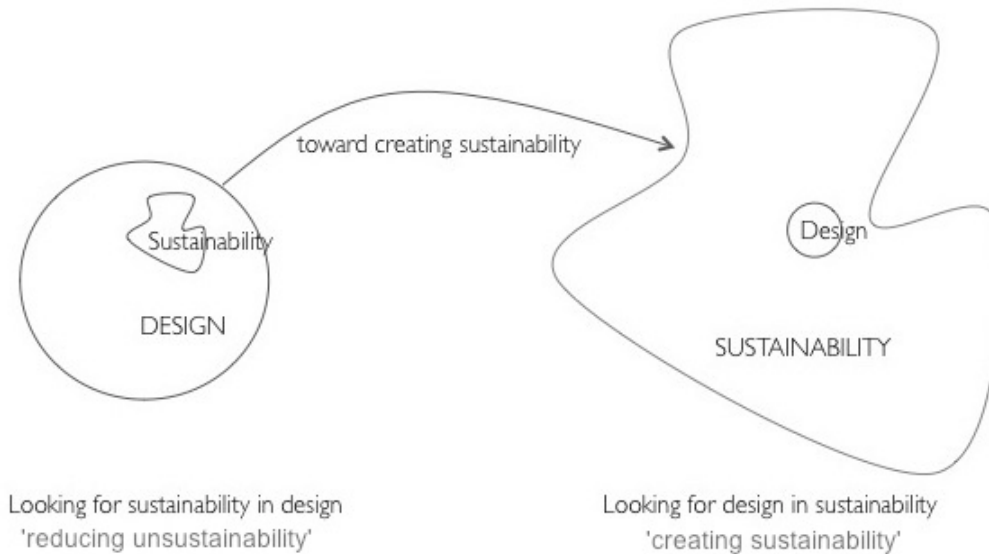 toward creating sustainability
Sustainability
DESIGN
Design
SUSTAINABILITY
Looking for sustainability in design
'reducing unsustainability'
Looking for design in sustainability
'creating sustainability'